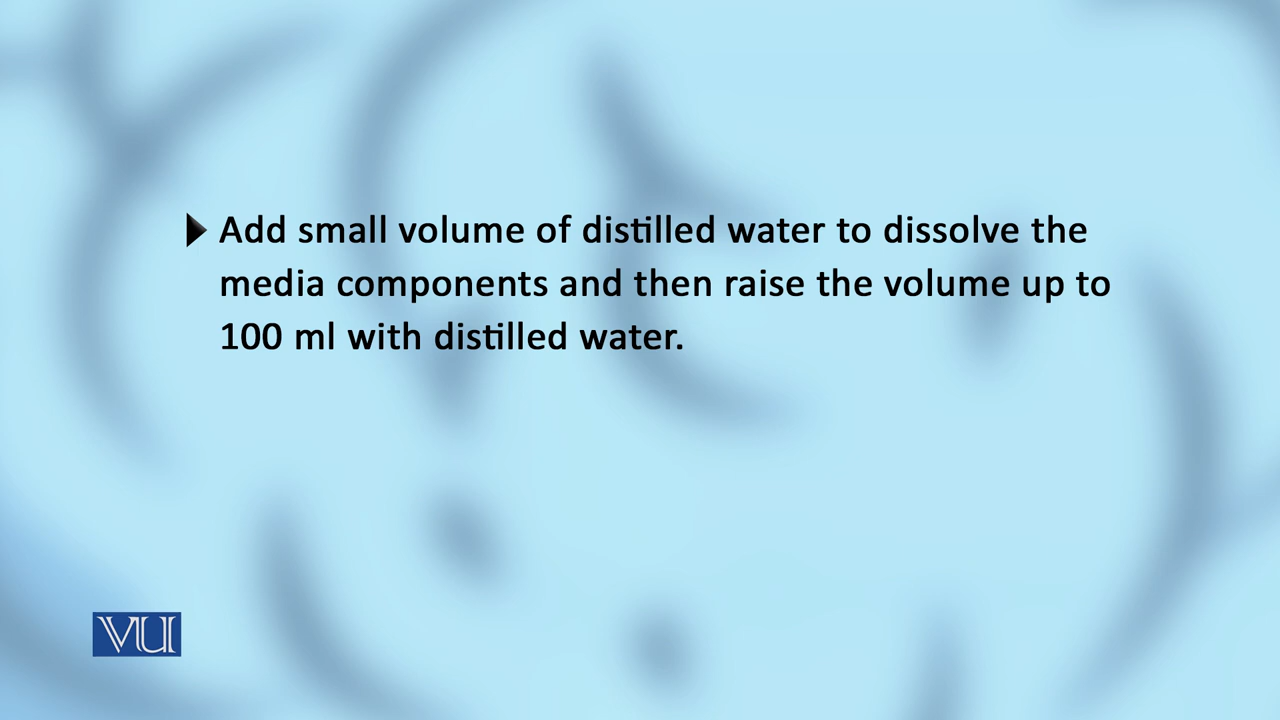 Add small volume of distilled water to dissolve the
media components and then raise the volume up to
100 ml with distilled water.
VU